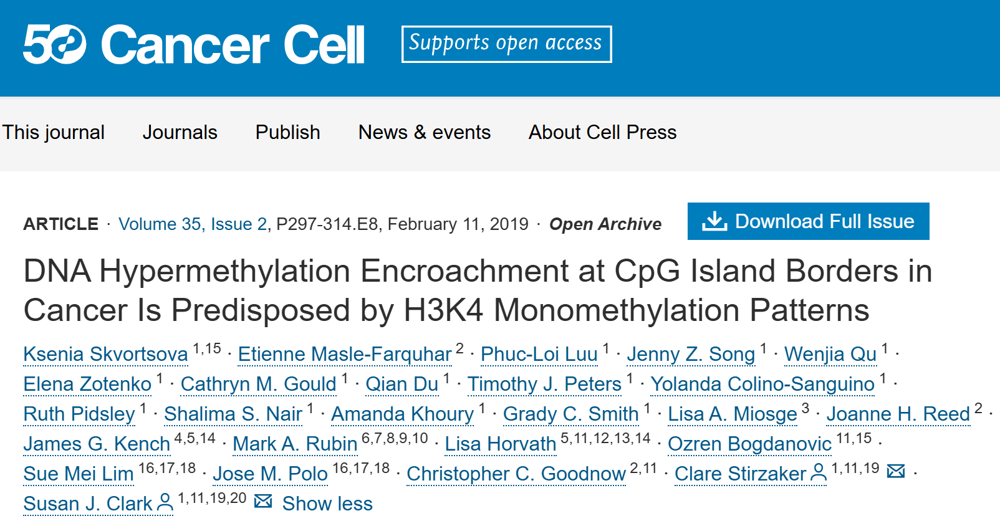 50 Cancer Cell Supports open access
This journal Journals Publish News & events About Cell Press
ARTICLE · Volume 35, Issue 2, P297-314.E8, February 11, 2019 · Open Archive Download Full Issue
DNA Hypermethylation Encroachment at CpG Island Borders in
Cancer Is Predisposed by H3K4 Monomethylation Patterns
Ksenia Skvortsova 1,15 · Etienne Masle-Farquhar 2 · Phuc-Loi Luu 1 · Jenny Z. Song 1 · Wenjia Qu 1 ·
Elena Zotenko 1 · Cathryn M. Gould 1 · Qian Du 1 · Timothy J. Peters 1 · Yolanda Colino-Sanguino 1 ·
Ruth Pidsley 1 · Shalima S. Nair 1 · Amanda Khoury 1 · Grady C. Smith 1 · Lisa A. Miosge 3 · Joanne H. Reed 2 ·
James G. Kench 4,5,14 · Mark A. Rubin 6,7,8,9,10 · Lisa Horvath 5,11,12,13,14 · Ozren Bogdanovic 11,15 ·
Sue Mei Lim 16,17,18 · Jose M. Polo 16,17,18 · Christopher C. Goodnow 2,11 · Clare Stirzaker 1,11,19 ·
Susan J. Clark 1,11,19,20 Show less